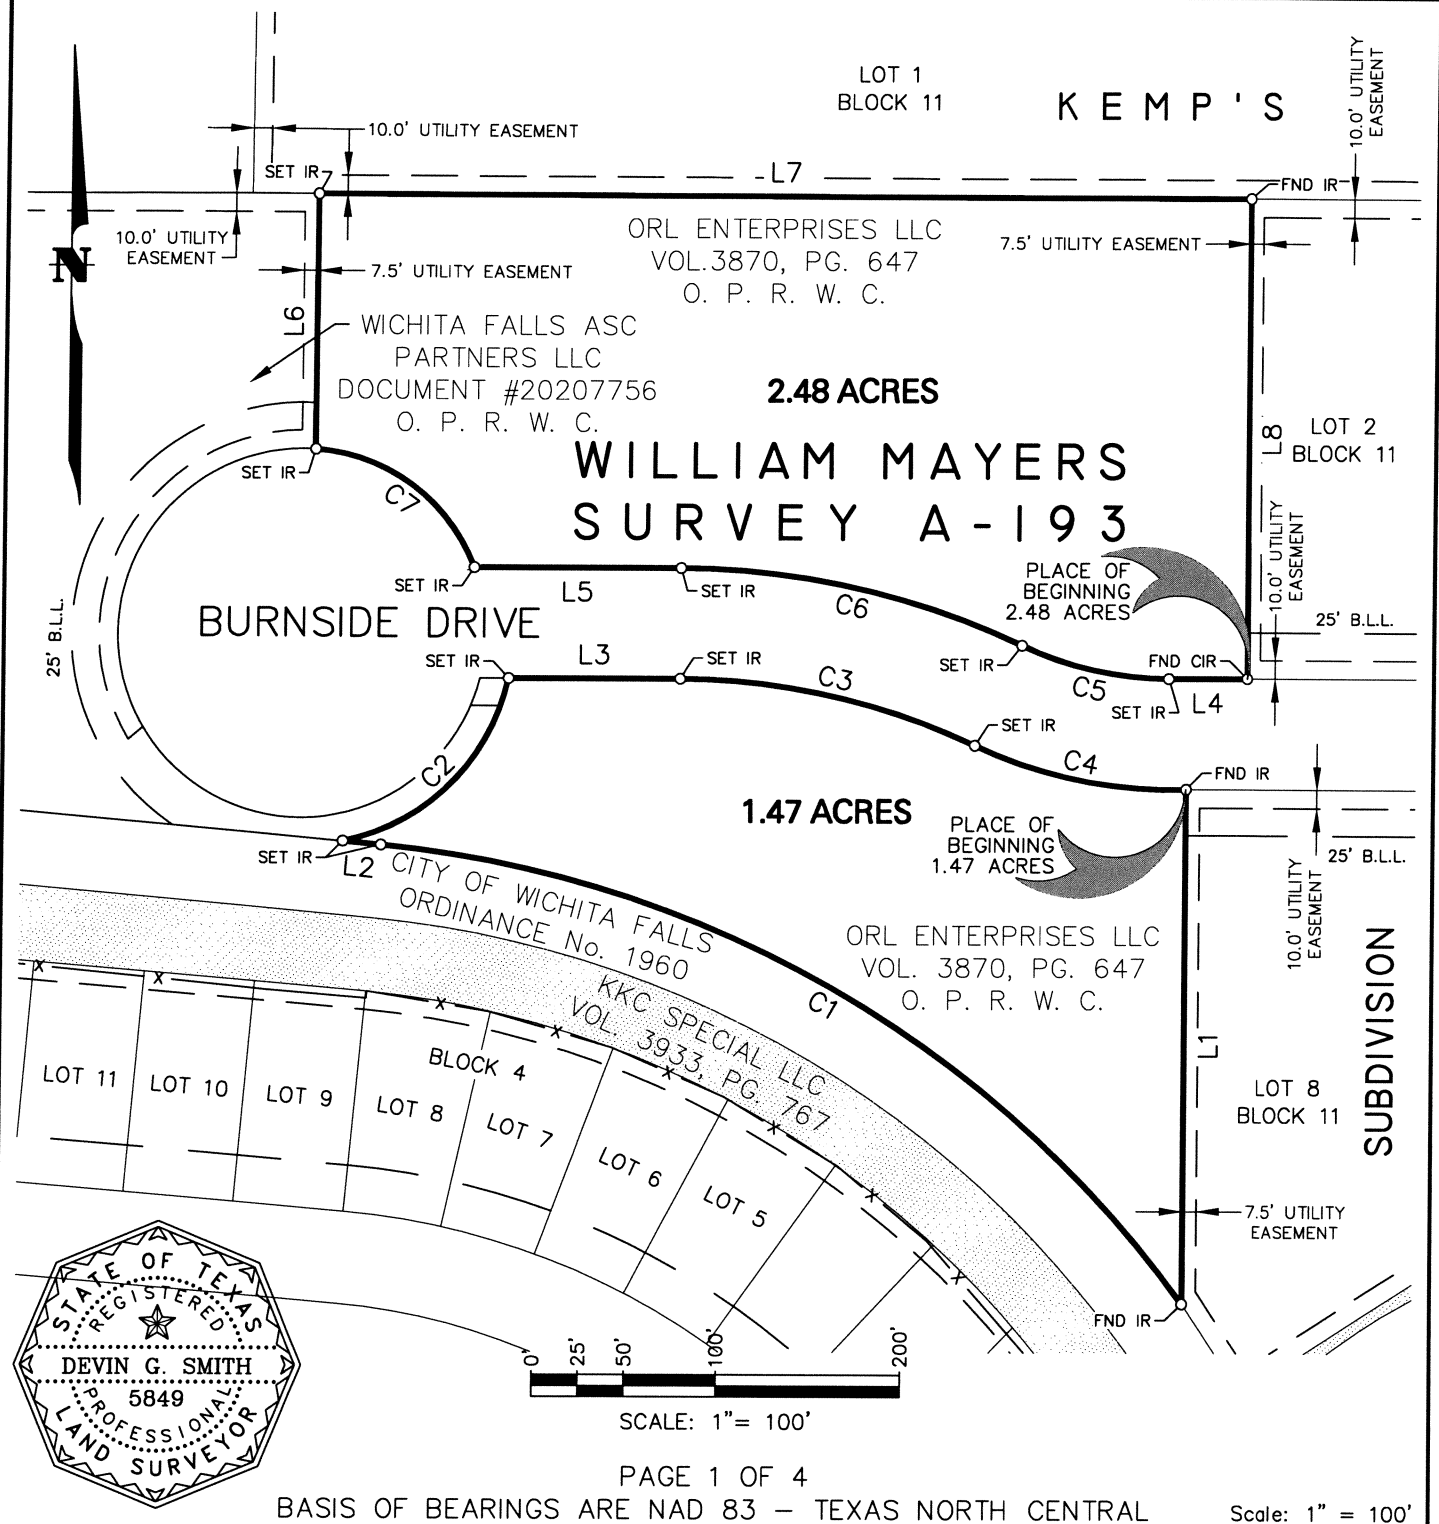 LOT 1
BLOCK 11
KEMP'S
10.0' UTILITY
EASEMENT
10.0' UTILITY EASEMENT
SET IR
L7
FND IR
10.0' UTILITY
EASEMENT
N
7.5' UTILITY EASEMENT
ORL ENTERPRISES LLC
VOL.3870, PG. 647
O. P. R. W. C.
7.5' UTILITY EASEMENT
L6
WICHITA FALLS ASC
PARTNERS LLC
DOCUMENT #20207756
O. P. R. W. C.
2.48 ACRES
WILLIAM MAYERS
SURVEY A-193
L8
LOT 2
BLOCK 11
SET IR
C7
10.0' UTILITY
EASEMENT
PLACE OF
BEGINNING
2.48 ACRES
SET IR
L5
SET IR
C6
25' B.L.L.
25' B.L.L.
BURNSIDE DRIVE
SET IR
L3
SET IR
C3
SET IR
C5
FND CIR
SET IR
L4
SET IR
C4
FND IR
C2
1.47 ACRES
PLACE OF
BEGINNING
1.47 ACRES
25' B.L.L.
10.0' UTILITY
EASEMENT
SET IR
L2
CITY OF WICHITA FALLS
ORDINANCE No. 1960
ORL ENTERPRISES LLC
VOL. 3870, PG. 647
O. P. R. W. C.
SUBDIVISION
KKC SPECIAL LLC
VOL. 3933, PG. 767
C1
L1
x x x x x x x x
BLOCK 4
LOT 11
LOT 10
LOT 9
LOT 8
LOT 7
LOT 6
LOT 5
LOT 8
BLOCK 11
7.5' UTILITY
EASEMENT
FND IR
STATE OF TEXAS
REGISTERED
DEVIN G. SMITH
5849
PROFESSIONAL
LAND SURVEYOR
0' 25' 50' 100' 200'
SCALE: 1"= 100'
PAGE 1 OF 4
BASIS OF BEARINGS ARE NAD 83 – TEXAS NORTH CENTRAL
Scale: 1" = 100'